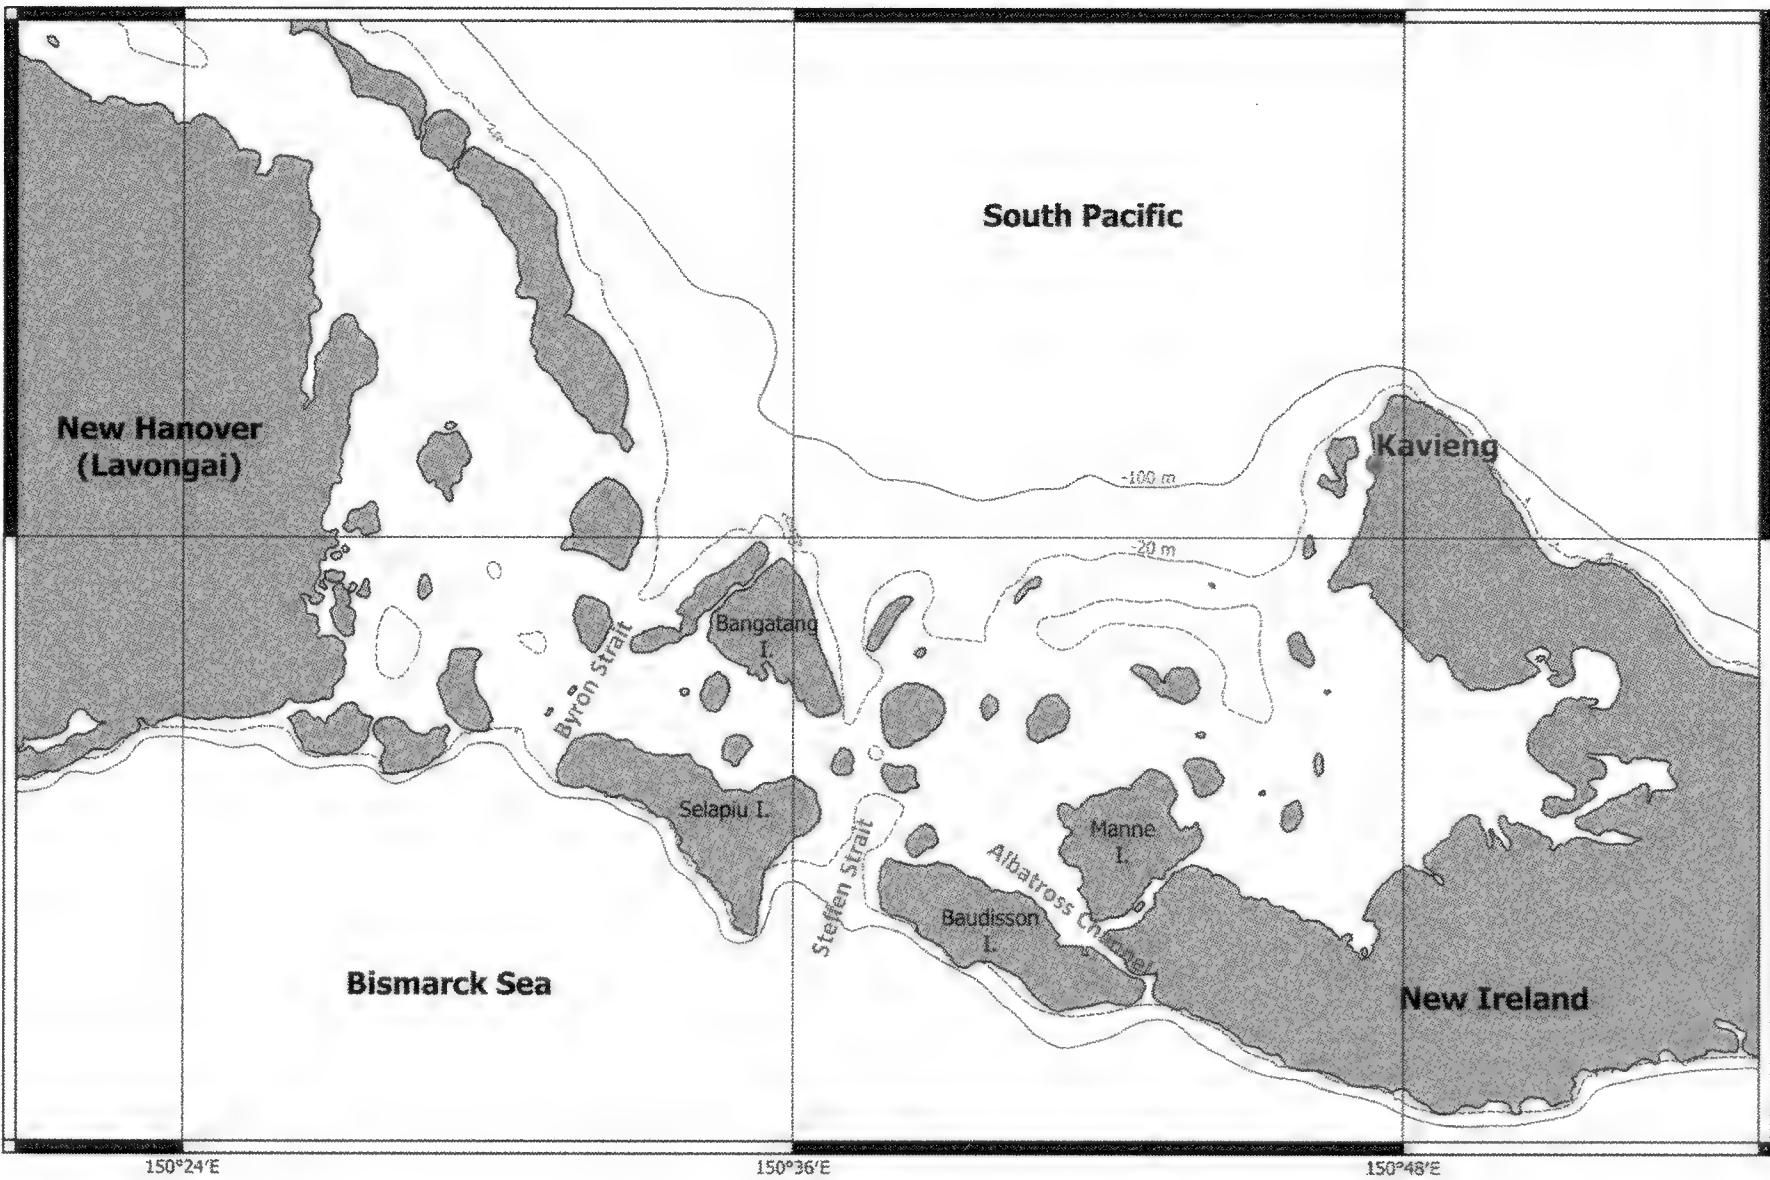 South Pacific
New Hanover
(Lavongai)
Kavieng
-100 m
-20 m
Bangatang
I.
Byron Strait
Selapiu I.
Manne
I.
Steffen Strait
Albatross Channel
Baudisson
I.
Bismarck Sea
New Ireland
150°24'E
150°36'E
150°48'E